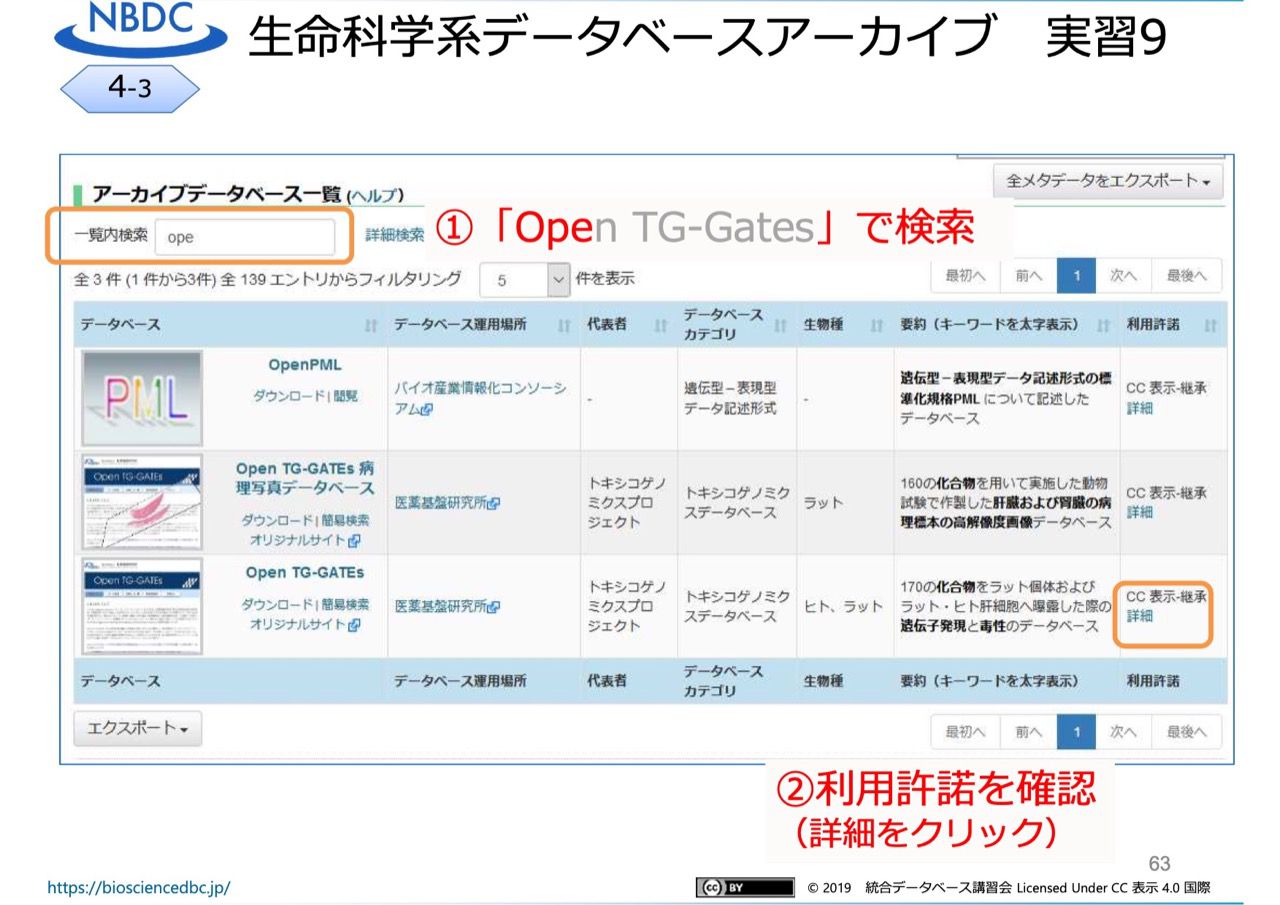 NBDC 生命科学系データベースアーカイブ 実習9
4-3
全メタデータをエクスポート
アーカイブデータベース一覧 (ヘルプ)
一覧内検索 ope 詳細検索
①「Open TG-Gates」で検索
全 3 件 (1 件から3件) 全 139 エントリからフィルタリング 5 件を表示
最初へ 前へ 1 次へ 最後へ
データベース データベース運用場所 代表者 データベースカテゴリ 生物種 要約（キーワードを太字表示） 利用許諾
PML
OpenPML
ダウンロード | 閲覧
バイオ産業情報化コンソーシ
アム
-
遺伝型－表現型
データ記述形式
-
遺伝型－表現型データ記述形式の標
準化規格PML について記述した
データベース
CC 表示-継承
詳細
Open TG-GATEs
Open TG-GATEs 病
理写真データベース
ダウンロード | 簡易検索
オリジナルサイト
医薬基盤研究所
トキシコゲノ
ミクスプロ
ジェクト
トキシコゲノミク
スデータベース
ラット
160の化合物を用いて実施した動物
試験で作製した肝臓および腎臓の病
理標本の高解像度画像データベース
CC 表示-継承
詳細
Open TG-GATEs
Open TG-GATEs
ダウンロード | 簡易検索
オリジナルサイト
医薬基盤研究所
トキシコゲノ
ミクスプロ
ジェクト
トキシコゲノミク
スデータベース
ヒト、ラット
170の化合物をラット個体および
ラット・ヒト肝細胞へ曝露した際の
遺伝子発現と毒性のデータベース
CC 表示-継承
詳細
データベース データベース運用場所 代表者 データベースカテゴリ 生物種 要約（キーワードを太字表示） 利用許諾
エクスポート
最初へ 前へ 1 次へ 最後へ
②利用許諾を確認
（詳細をクリック）
63
https://biosciencedbc.jp/
cc BY © 2019 統合データベース講習会 Licensed Under CC 表示 4.0 国際